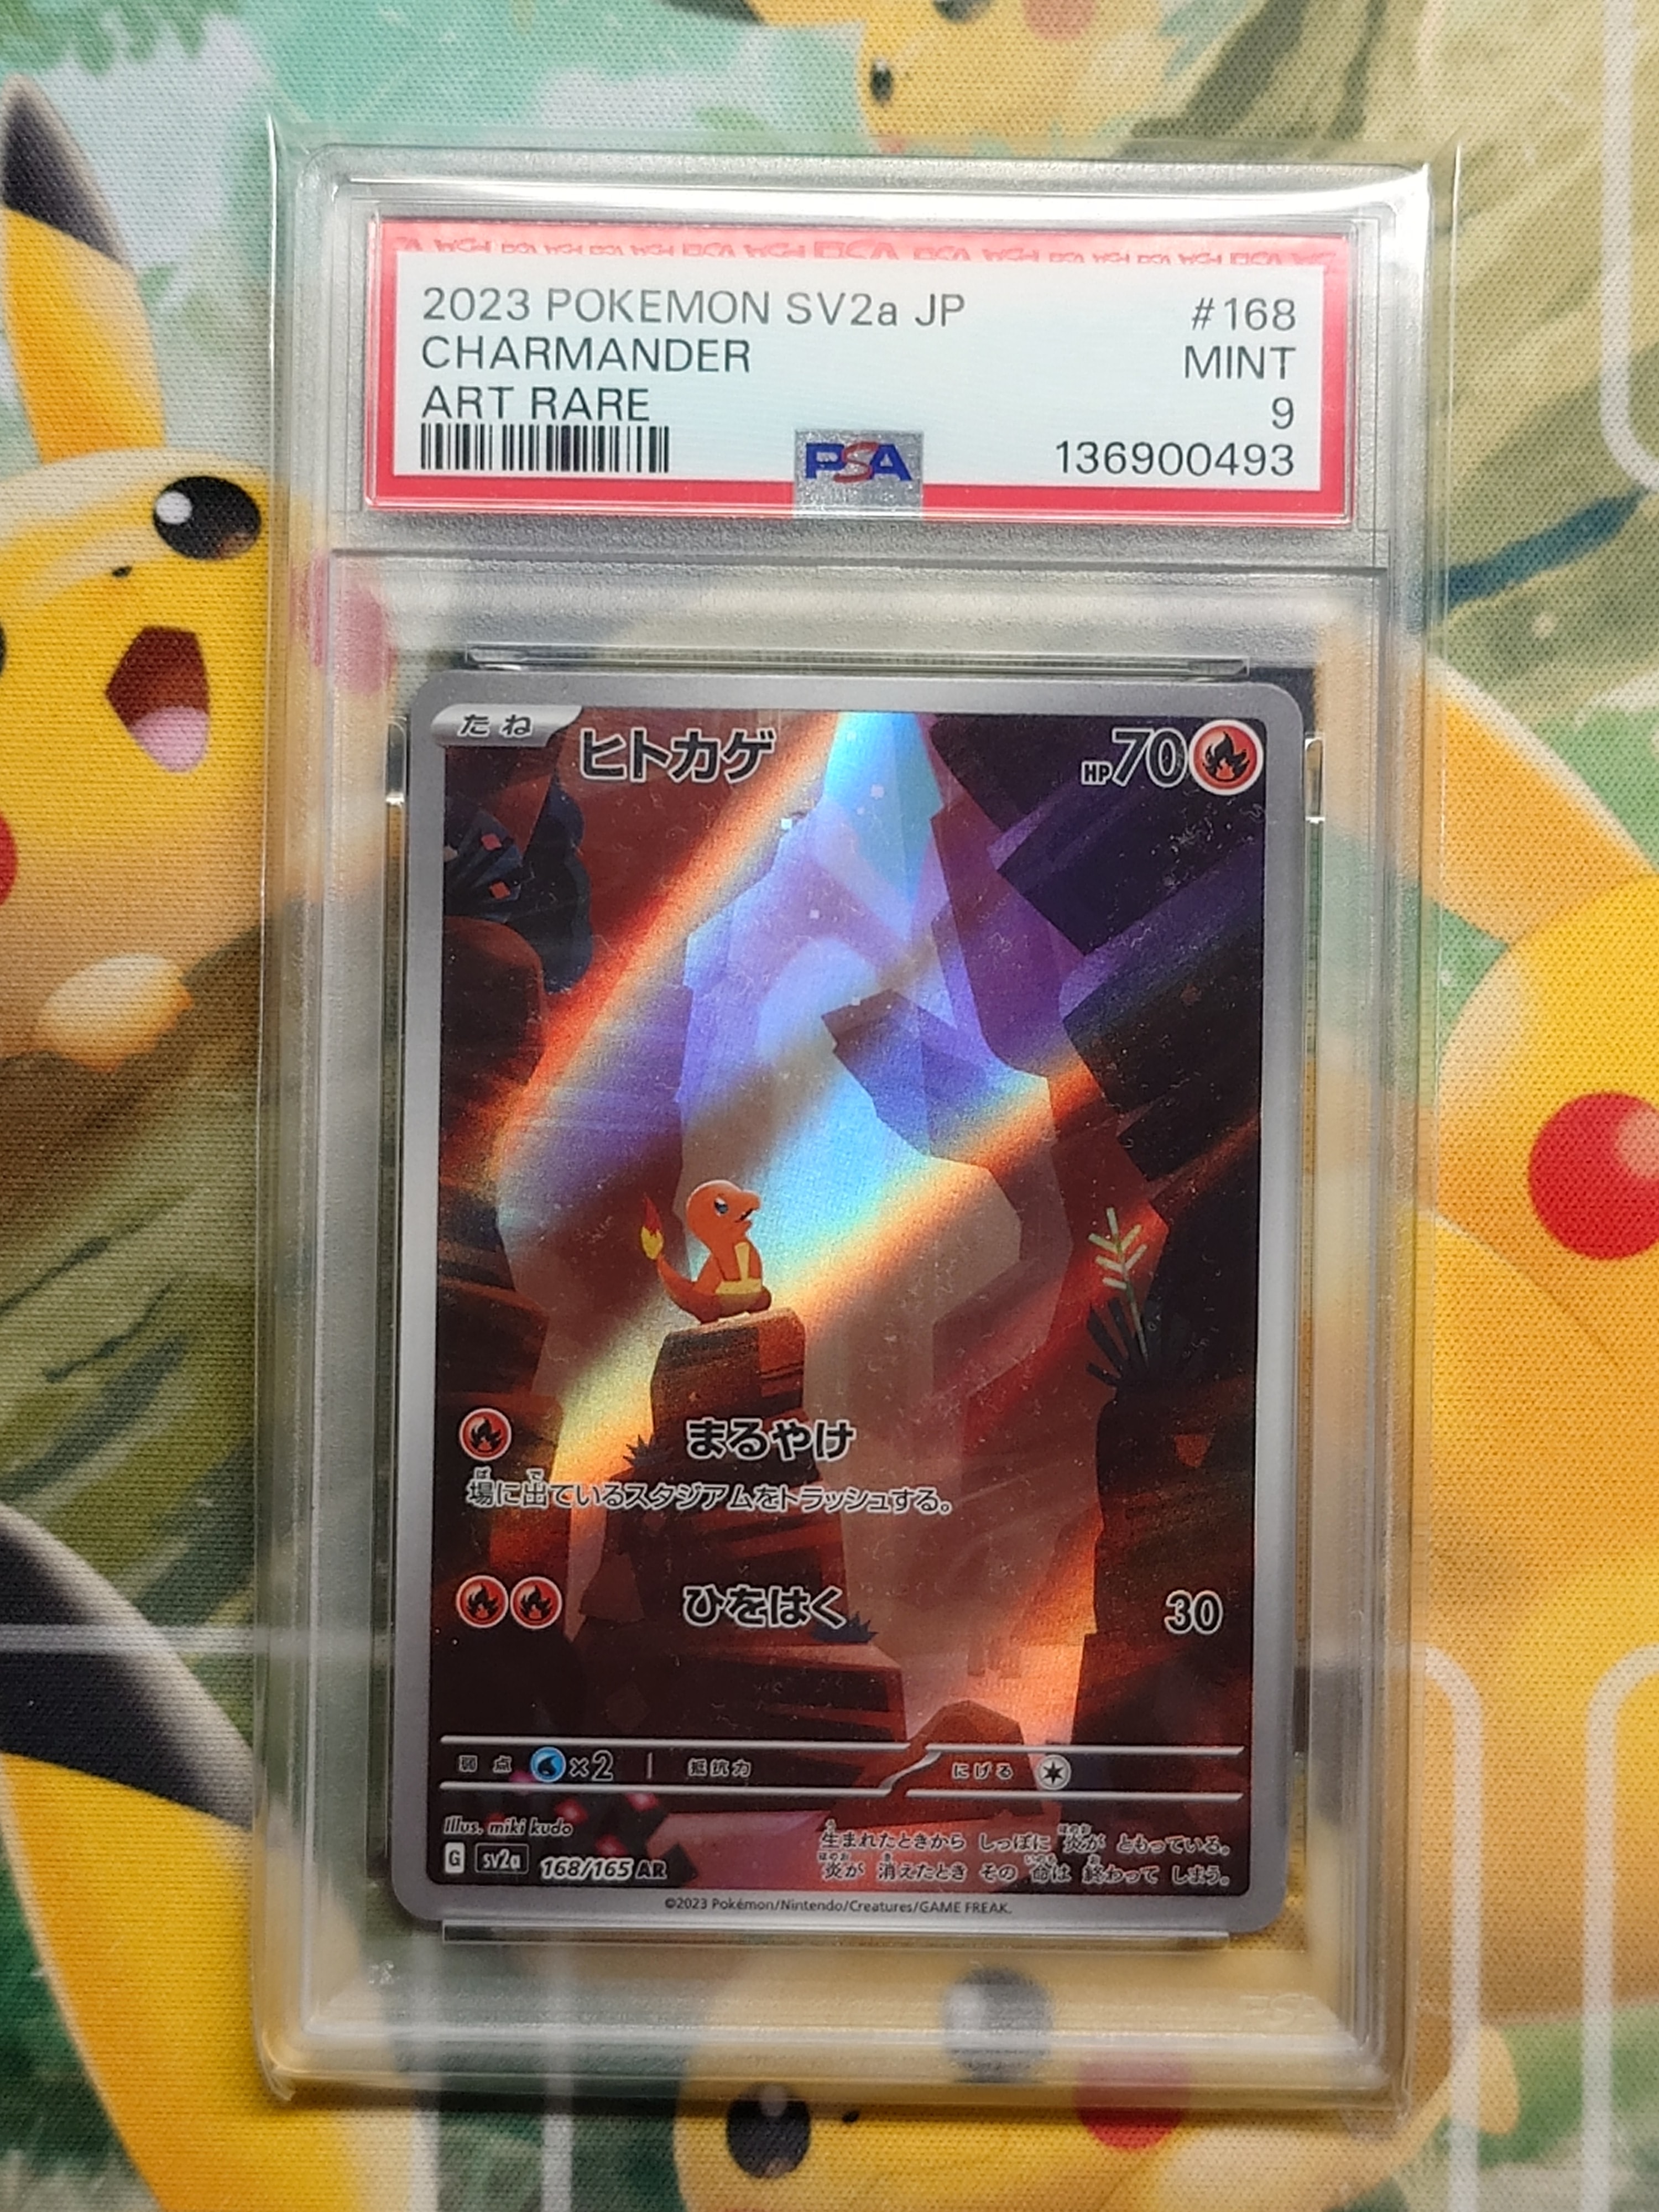 2023 POKEMON SV2a JP #168
CHARMANDER MINT
ART RARE 9
PSA 136900493
たね ヒトカゲ HP70
まるやけ
場に出ているスタジアムをトラッシュする。
ひをはく 30
弱点 ×2 抵抗力 にげる
Illus. miki kudo
G sv2a 168/165 AR
生まれたときから しっぽに 炎が ともっている。
炎が 消えたとき その 命は 終わって しまう。
©2023 Pokémon/Nintendo/Creatures/GAME FREAK.